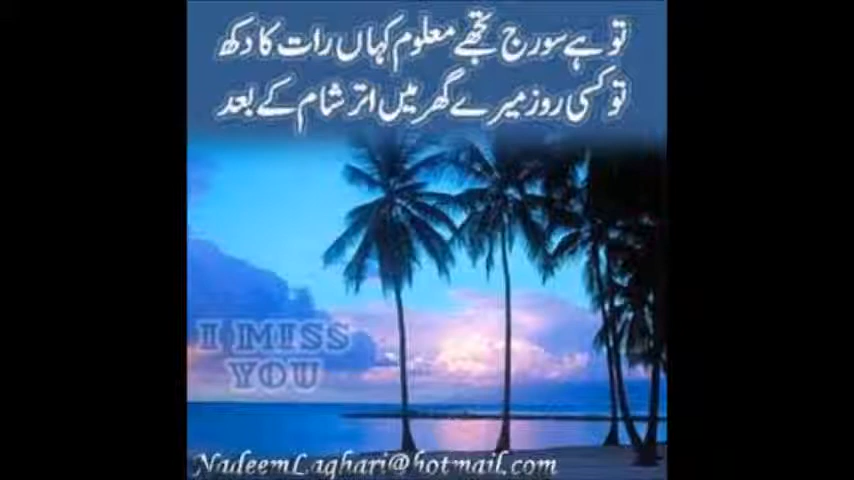 تو ہے سورج تجھے معلوم کہاں رات کا دکھ
تو کسی روز میرے گھر میں اتر شام کے بعد
I MISS
YOU
NadeemLaghari@hotmail.com